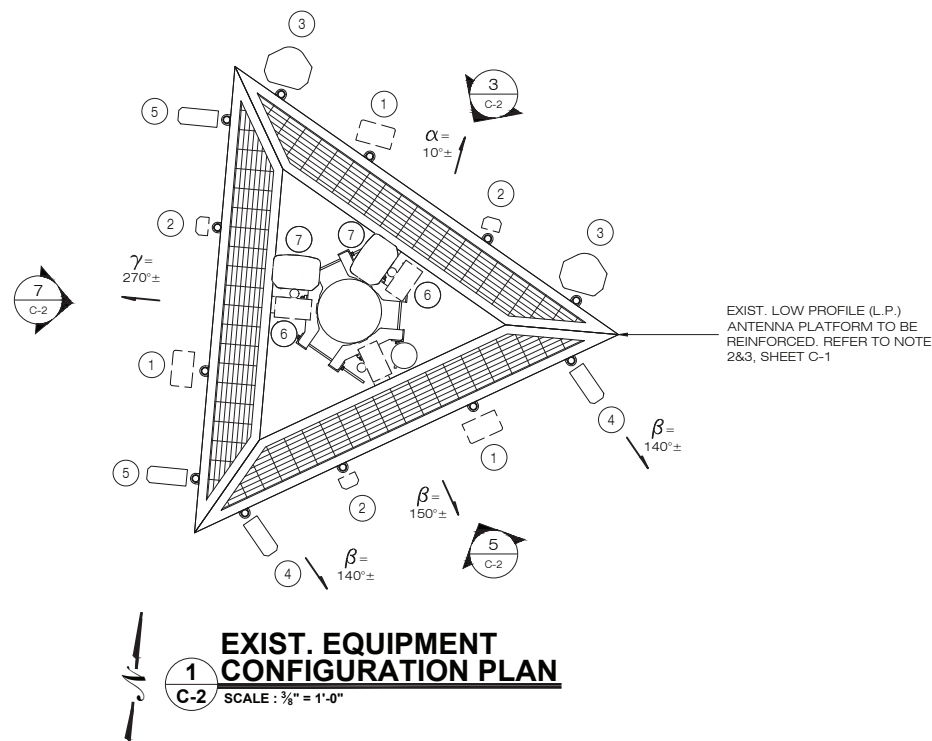 3
5
1
α=
10°±
3
C-2
2
2
3
7
7
γ=
270°±
7
C-2
6
6
EXIST. LOW PROFILE (L.P.)
ANTENNA PLATFORM TO BE
REINFORCED. REFER TO NOTE
2&3, SHEET C-1
1
4
β=
140°±
1
5
β=
150°±
2
5
C-2
4
β=
140°±
N
1
C-2
EXIST. EQUIPMENT
CONFIGURATION PLAN
SCALE : ⅜" = 1'-0"